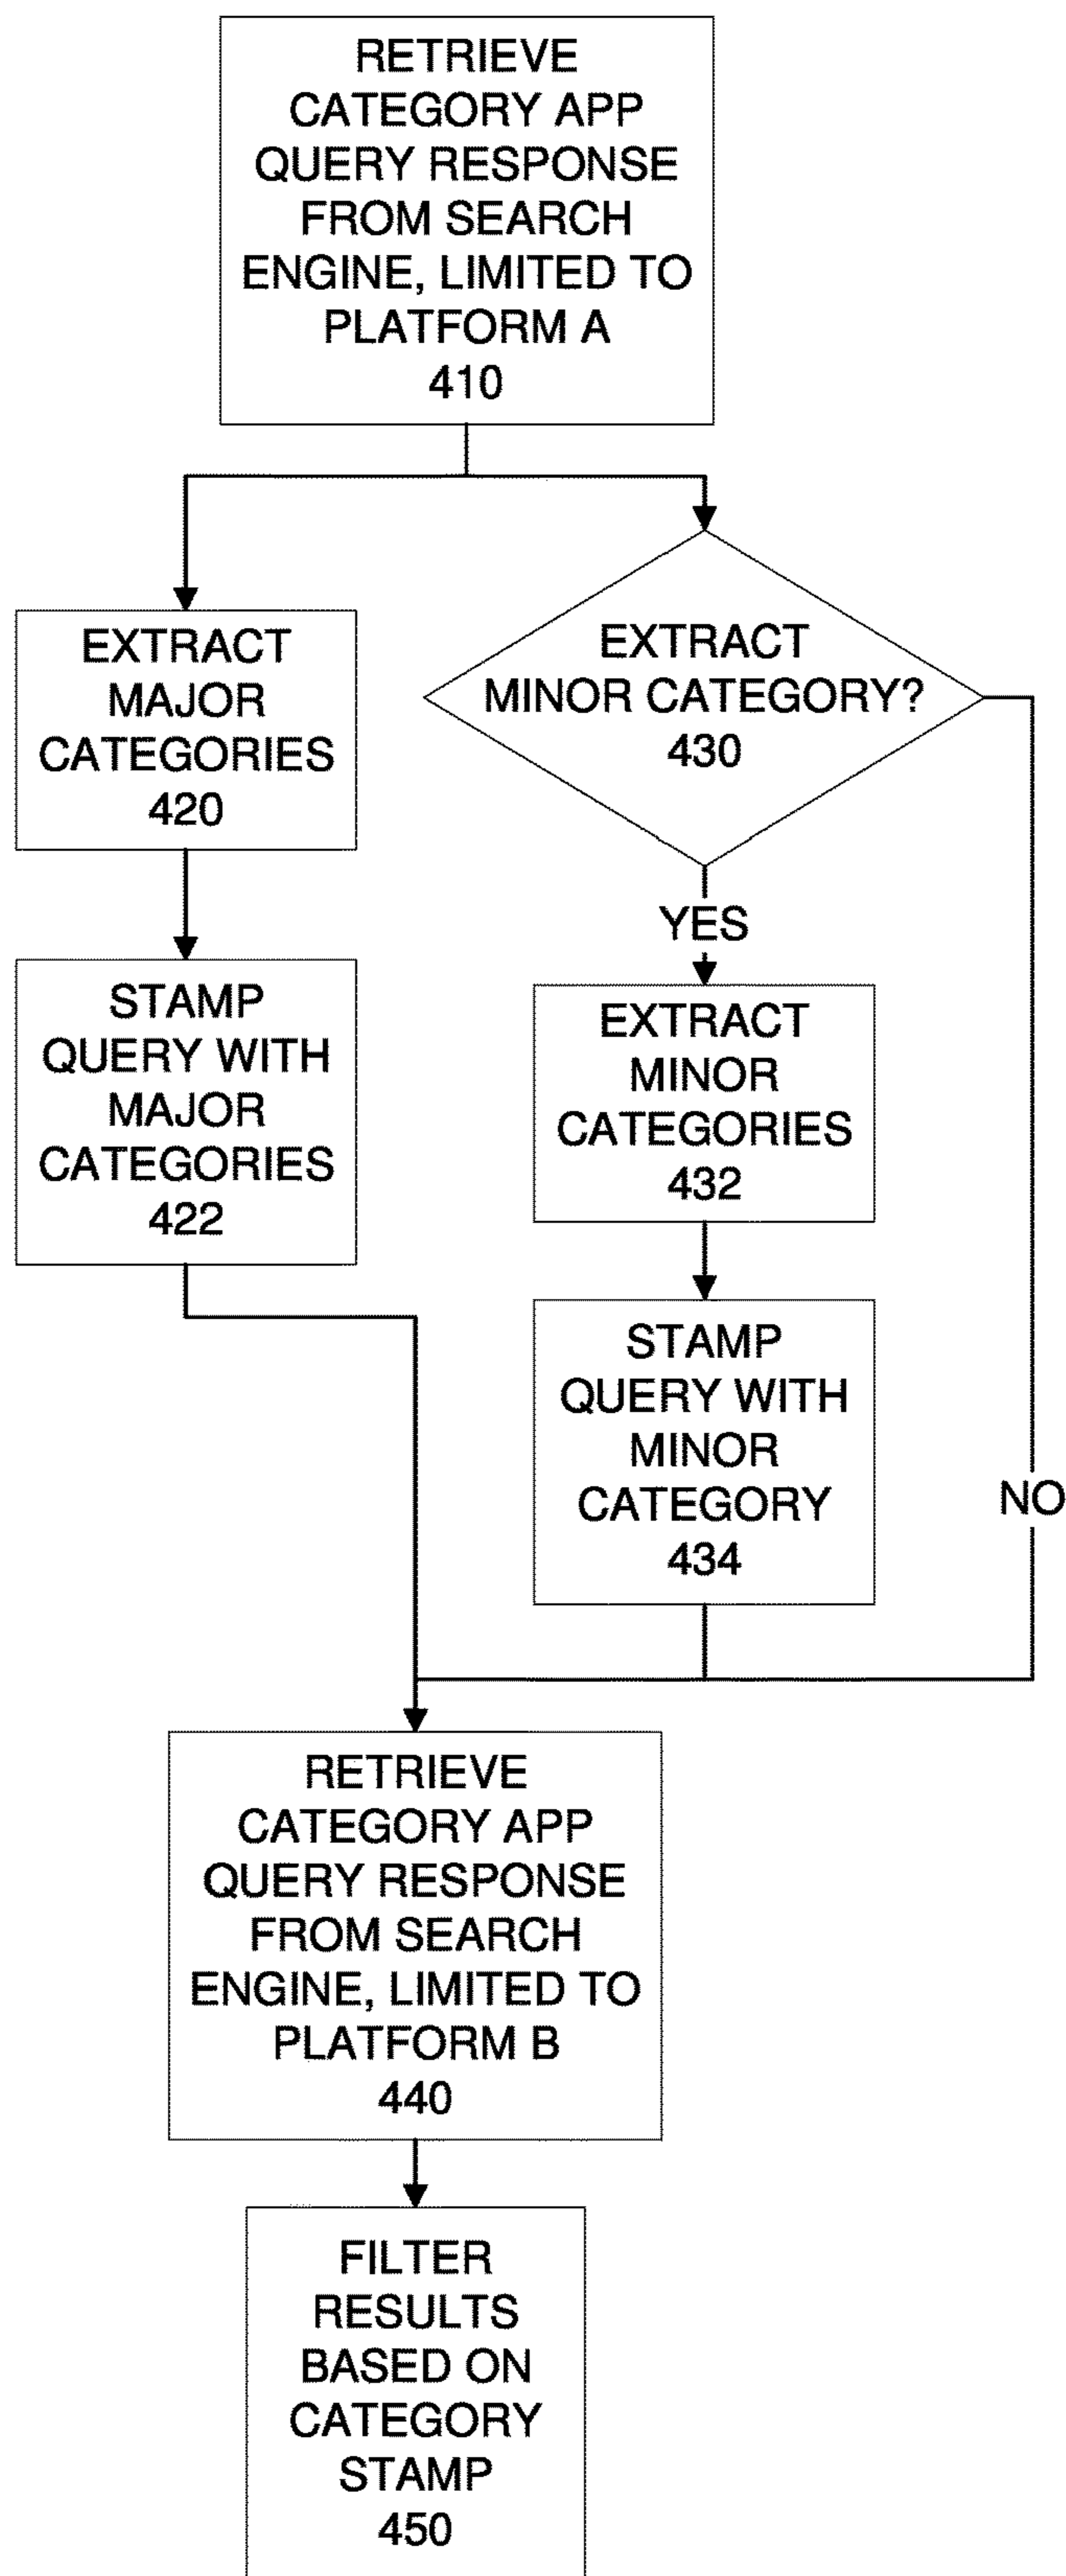 RETRIEVE
CATEGORY APP
QUERY RESPONSE
FROM SEARCH
ENGINE, LIMITED TO
PLATFORM A
410
EXTRACT
MAJOR
CATEGORIES
420
STAMP
QUERY WITH
MAJOR
CATEGORIES
422
EXTRACT
MINOR CATEGORY?
430
YES
EXTRACT
MINOR
CATEGORIES
432
STAMP
QUERY WITH
MINOR
CATEGORY
434
NO
RETRIEVE
CATEGORY APP
QUERY RESPONSE
FROM SEARCH
ENGINE, LIMITED TO
PLATFORM B
440
FILTER
RESULTS
BASED ON
CATEGORY
STAMP
450